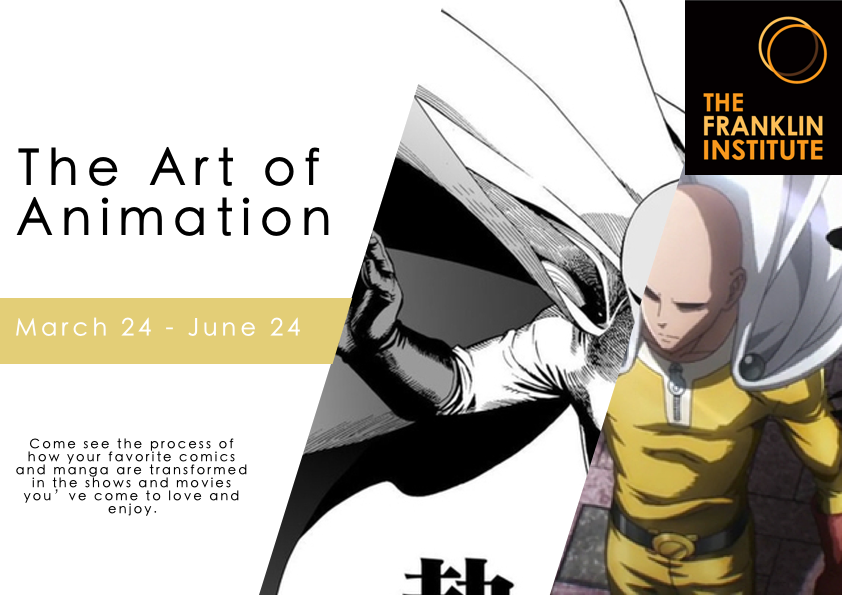 THE
FRANKLIN
INSTITUTE
The Art of
Animation
March 24 - June 24
Come see the process of
how your favorite comics
and manga are transformed
in the shows and movies
you’ve come to love and
enjoy.